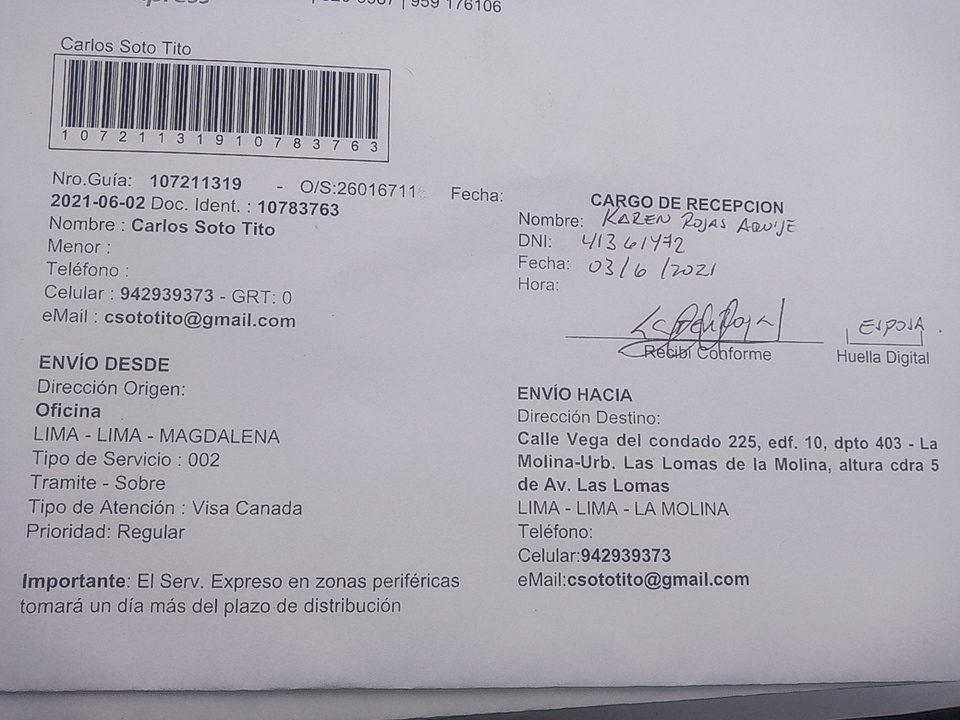 959 176106
Carlos Soto Tito
10721131910783763
Nro.Guía: 107211319 - O/S:26016711 Fecha:
2021-06-02 Doc. Ident. : 10783763
Nombre : Carlos Soto Tito
Menor :
Teléfono :
Celular : 942939373 - GRT: 0
eMail : csototito@gmail.com
ENVÍO DESDE
Dirección Origen:
Oficina
LIMA - LIMA - MAGDALENA
Tipo de Servicio : 002
Tramite - Sobre
Tipo de Atención : Visa Canada
Prioridad: Regular
Importante: El Serv. Expreso en zonas periféricas
tomará un día más del plazo de distribución
CARGO DE RECEPCION
Nombre: KAREN ROJAS AQUIJE
DNI: 41361472
Fecha: 03/6/2021
Hora:
ESPOSA.
Recibi Conforme Huella Digital
ENVÍO HACIA
Dirección Destino:
Calle Vega del condado 225, edf. 10, dpto 403 - La
Molina-Urb. Las Lomas de la Molina, altura cdra 5
de Av. Las Lomas
LIMA - LIMA - LA MOLINA
Teléfono:
Celular:942939373
eMail:csototito@gmail.com